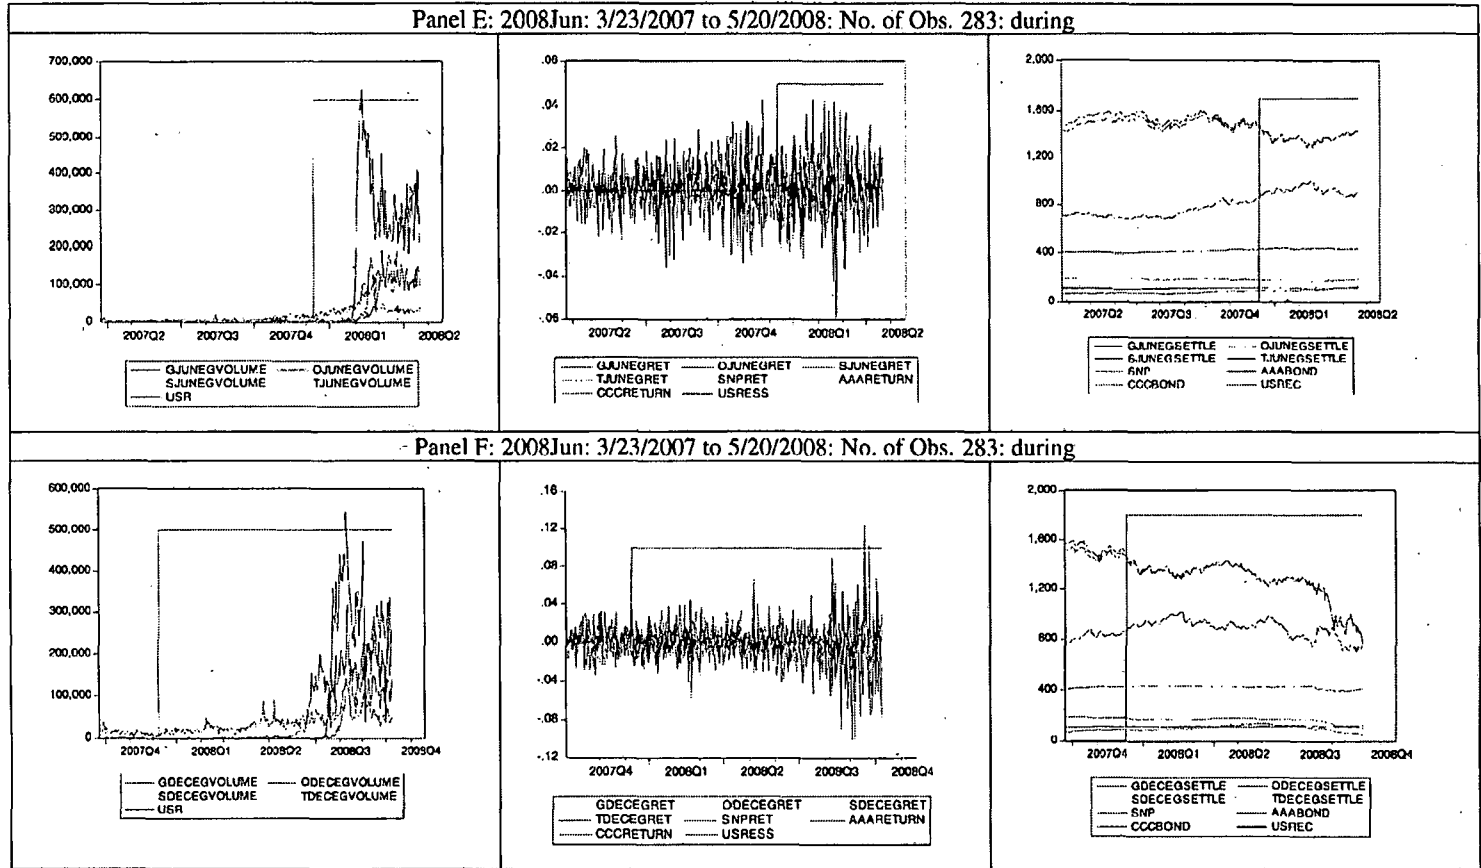 Panel E: 2008Jun: 3/23/2007 to 5/20/2008: No. of Obs. 283: during
700,000
600,000
500,000
400,000
300,000
200,000
100,000
0
2007Q2 2007Q3 2007Q4 2008Q1 2008Q2
GJUNEGVOLUME OJUNEGVOLUME
SJUNEGVOLUME TJUNEGVOLUME
USR
.06
.04
.02
.00
-.02
-.04
-.06
2007Q2 2007Q3 2007Q4 2008Q1 2008Q2
GJUNEGRET OJUNEGRET SJUNEGRET
TJUNEGRET SNPRET AAARETURN
CCCRETURN USRESS
2,000
1,600
1,200
800
400
0
2007Q2 2007Q3 2007Q4 2008Q1 2008Q2
GJUNEGSETTLE OJUNEGSETTLE
SJUNEGSETTLE TJUNEGSETTLE
SNP AAABOND
CCCBOND USREC
Panel F: 2008Jun: 3/23/2007 to 5/20/2008: No. of Obs. 283: during
600,000
500,000
400,000
300,000
200,000
100,000
0
2007Q4 2008Q1 2008Q2 2008Q3 2008Q4
GDECEGVOLUME ODECEGVOLUME
SDECEGVOLUME TDECEGVOLUME
USR
.16
.12
.08
.04
.00
-.04
-.08
-.12
2007Q4 2008Q1 2008Q2 2008Q3 2008Q4
GDECEGRET ODECEGRET SDECEGRET
TDECEGRET SNPRET AAARETURN
CCCRETURN USRESS
2,000
1,600
1,200
800
400
0
2007Q4 2008Q1 2008Q2 2008Q3 2008Q4
GDECEGSETTLE ODECEGSETTLE
SDECEGSETTLE TDECEGSETTLE
SNP AAABOND
CCCBOND USREC